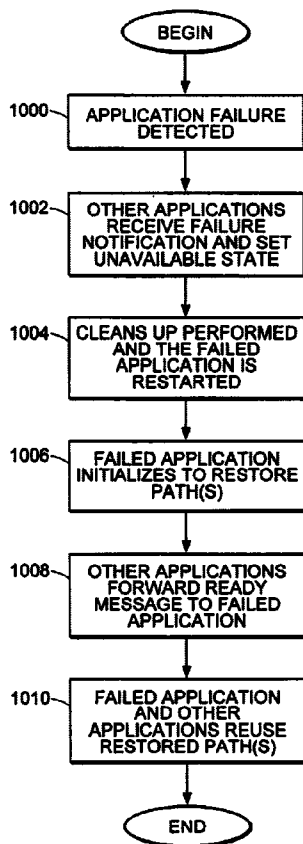 BEGIN
1000
APPLICATION FAILURE
DETECTED
1002
OTHER APPLICATIONS
RECEIVE FAILURE
NOTIFICATION AND SET
UNAVAILABLE STATE
1004
CLEANS UP PERFORMED
AND THE FAILED
APPLICATION IS
RESTARTED
1006
FAILED APPLICATION
INITIALIZES TO RESTORE
PATH(S)
1008
OTHER APPLICATIONS
FORWARD READY
MESSAGE TO FAILED
APPLICATION
1010
FAILED APPLICATION
AND OTHER
APPLICATIONS REUSE
RESTORED PATH(S)
END